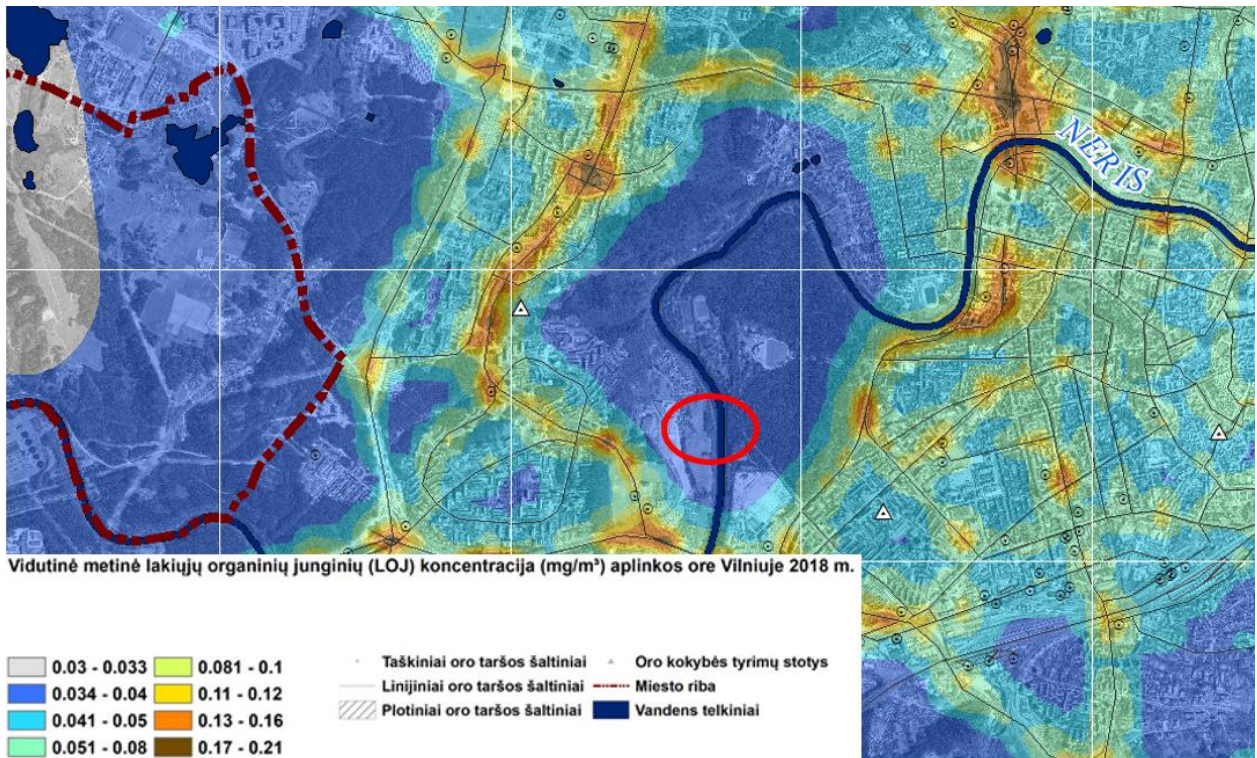 NERIS
Vidutinė metinė lakiųjų organinių junginių (LOJ) koncentracija (mg/m³) aplinkos ore Vilniuje 2018 m.
0.03 - 0.033
0.034 - 0.04
0.041 - 0.05
0.051 - 0.08
0.081 - 0.1
0.11 - 0.12
0.13 - 0.16
0.17 - 0.21
Taškiniai oro taršos šaltiniai
Linijiniai oro taršos šaltiniai
Plotiniai oro taršos šaltiniai
Oro kokybės tyrimų stotys
Miesto riba
Vandens telkiniai